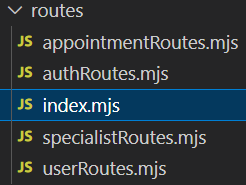 routes
JS appointmentRoutes.mjs
JS authRoutes.mjs
JS index.mjs
JS specialistRoutes.mjs
JS userRoutes.mjs